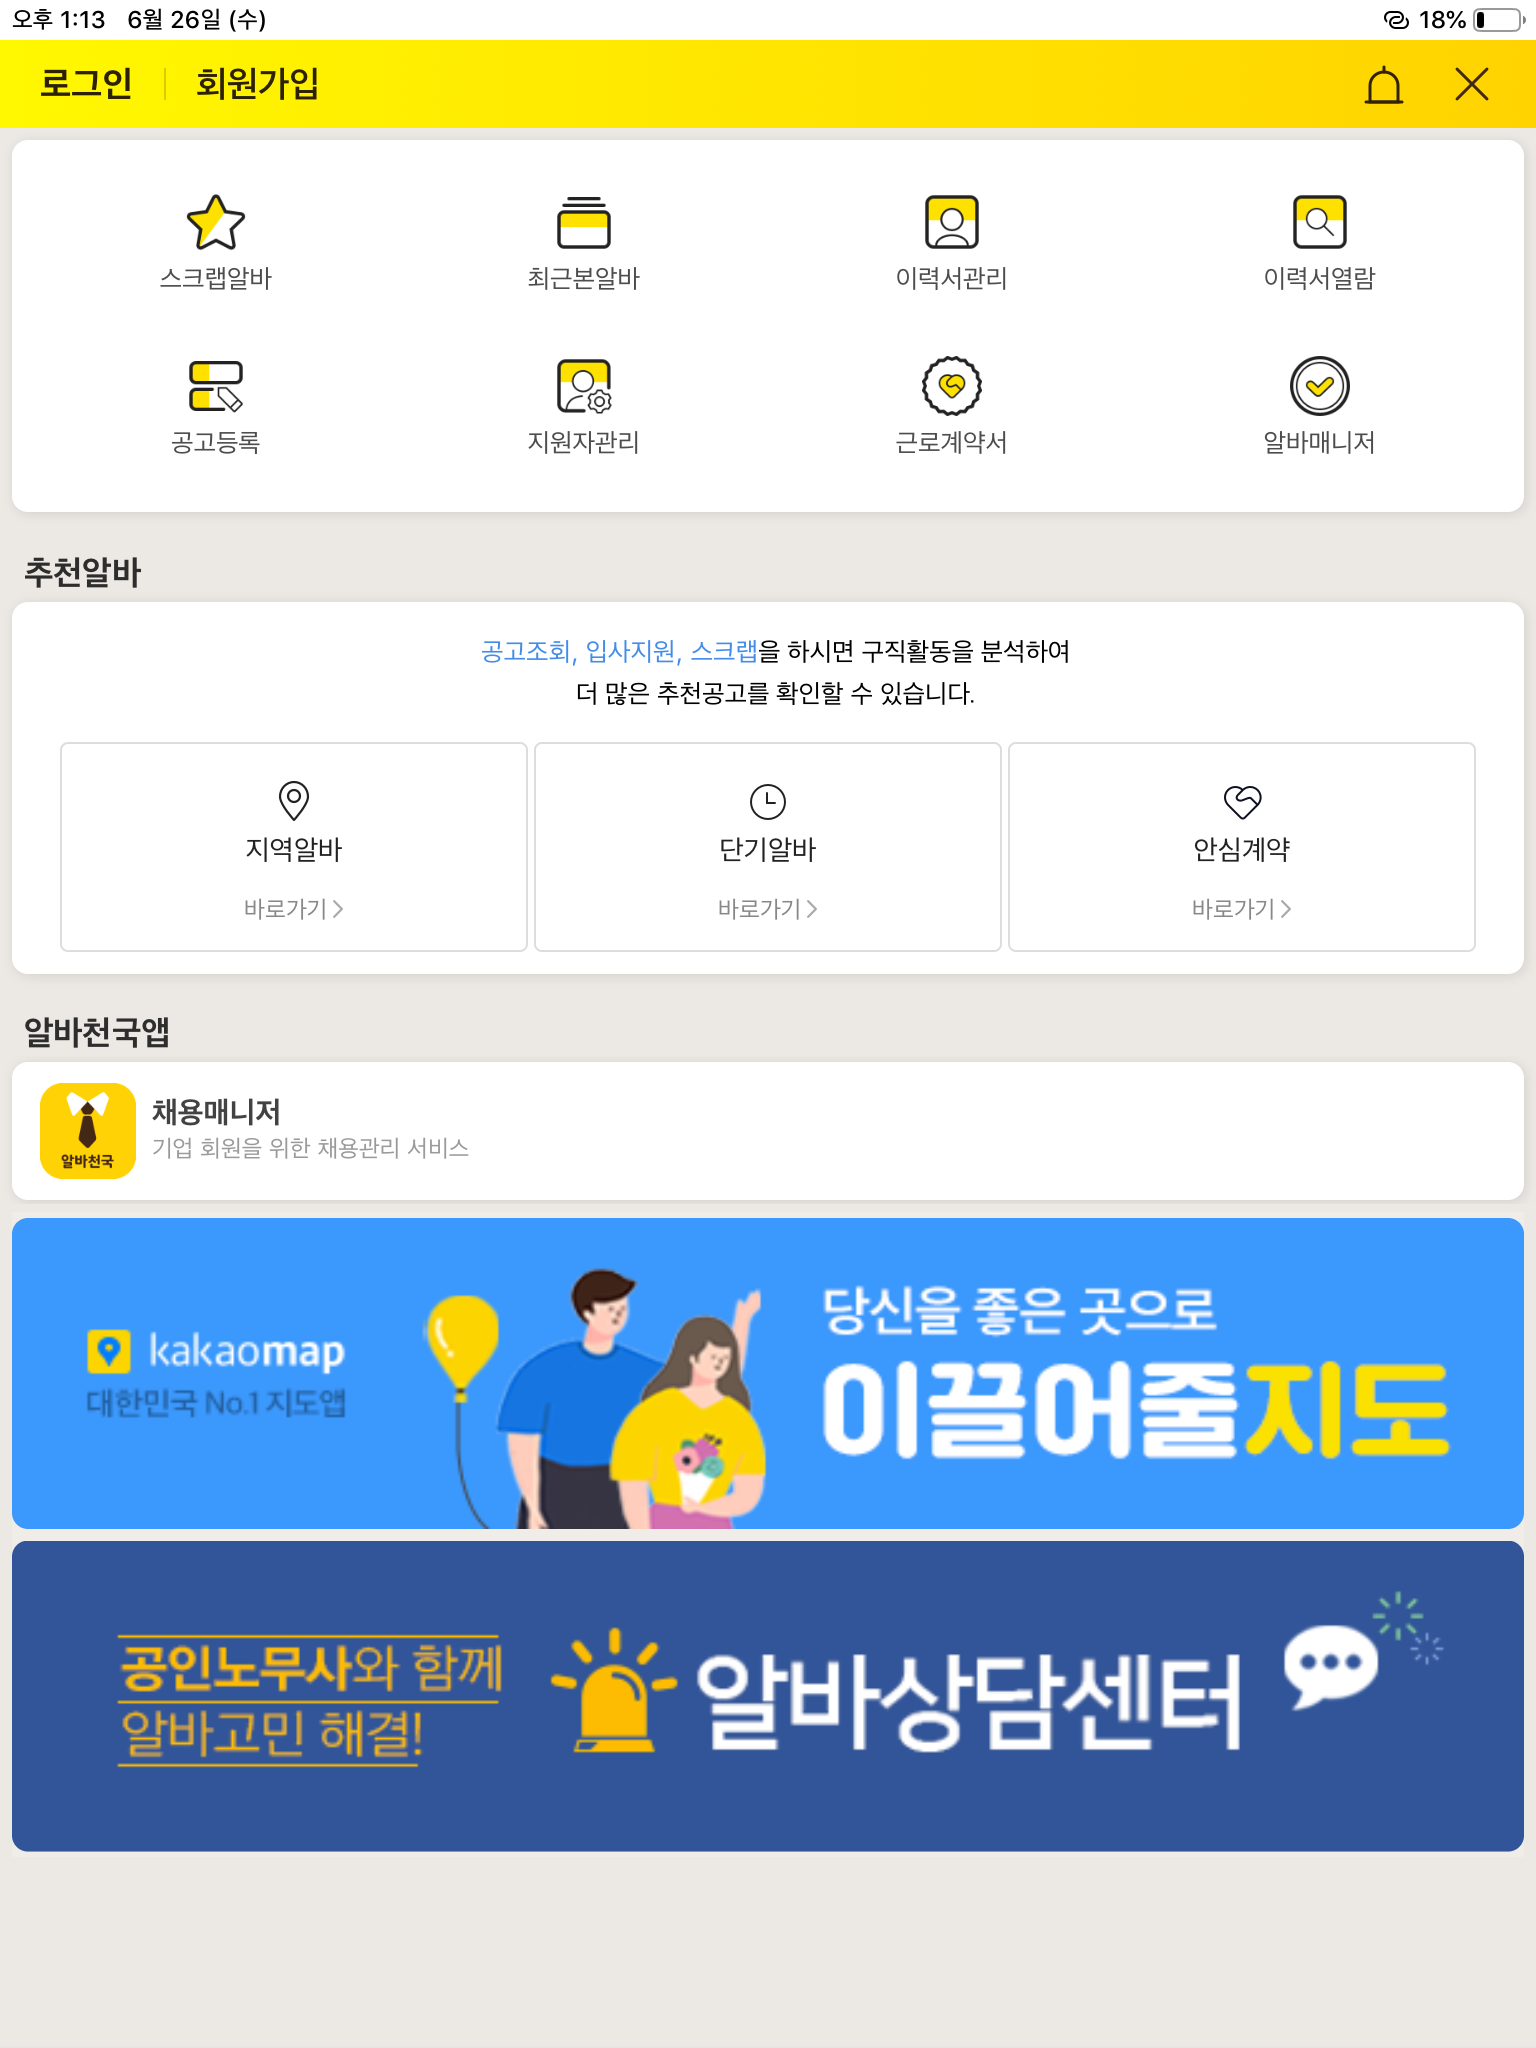 오후 1:13 6월 26일 (수) 18%
로그인 회원가입
스크랩알바 최근본알바 이력서관리 이력서열람
공고등록 지원자관리 근로계약서 알바매니저
추천알바
공고조회, 입사지원, 스크랩을 하시면 구직활동을 분석하여
더 많은 추천공고를 확인할 수 있습니다.
지역알바 단기알바 안심계약
바로가기 바로가기 바로가기
알바천국앱
알바천국
채용매니저
기업 회원을 위한 채용관리 서비스
kakaomap
대한민국 No.1 지도앱
당신을 좋은 곳으로
이끌어줄지도
공인노무사와 함께
알바고민 해결!
알바상담센터